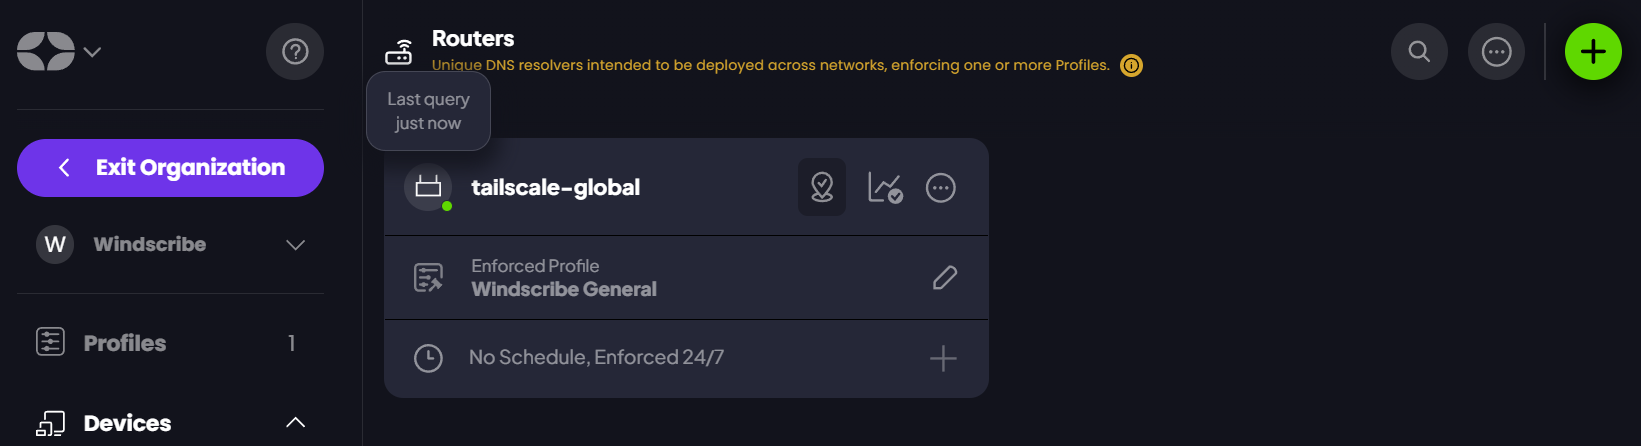 Exit Organization
W Windscribe
Profiles 1
Devices
Routers
Unique DNS resolvers intended to be deployed across networks, enforcing one or more Profiles.
Last query
just now
tailscale-global
Enforced Profile
Windscribe General
No Schedule, Enforced 24/7